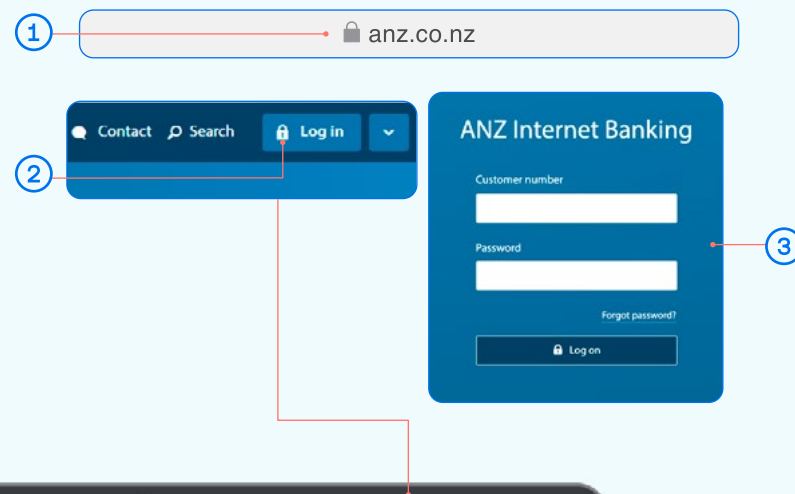 1
anz.co.nz
Contact Search Log in
2
ANZ Internet Banking
Customer number
Password
3
Forgot password?
Log on